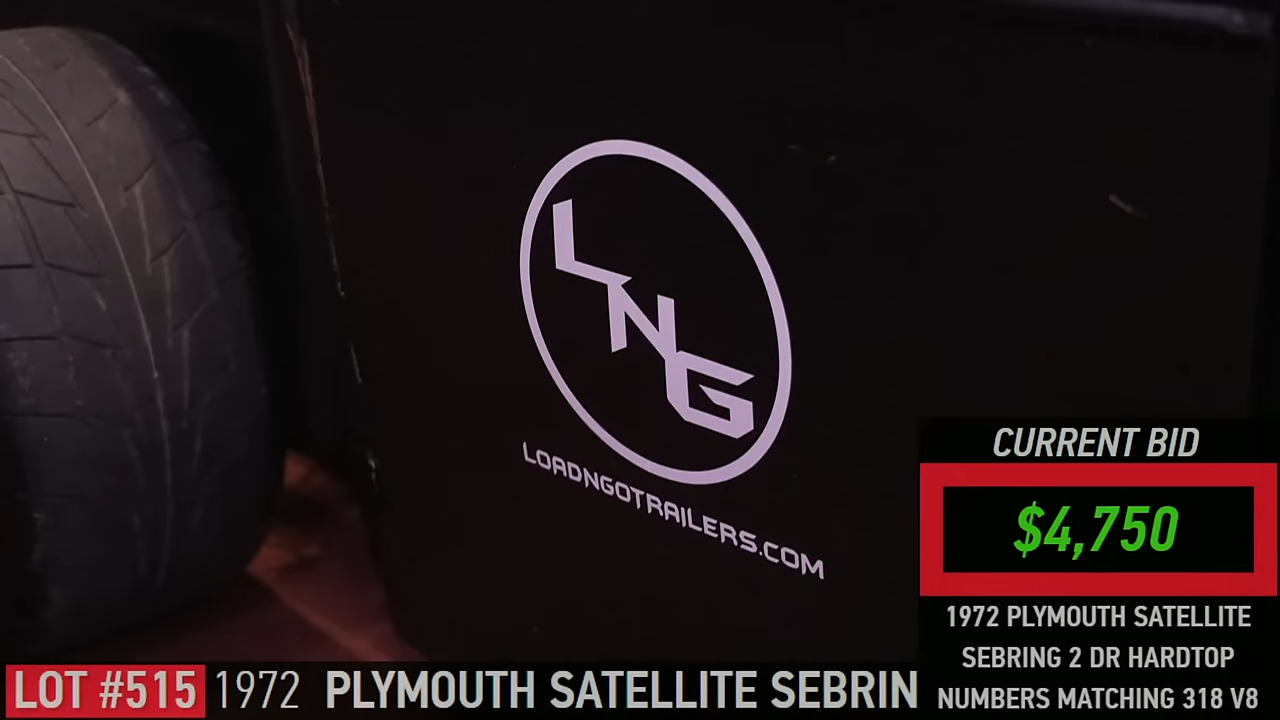 LNG
LOADNGOTRAILERS.COM
CURRENT BID
$4,750
1972 PLYMOUTH SATELLITE
SEBRING 2 DR HARDTOP
NUMBERS MATCHING 318 V8
LOT #515 1972 PLYMOUTH SATELLITE SEBRIN